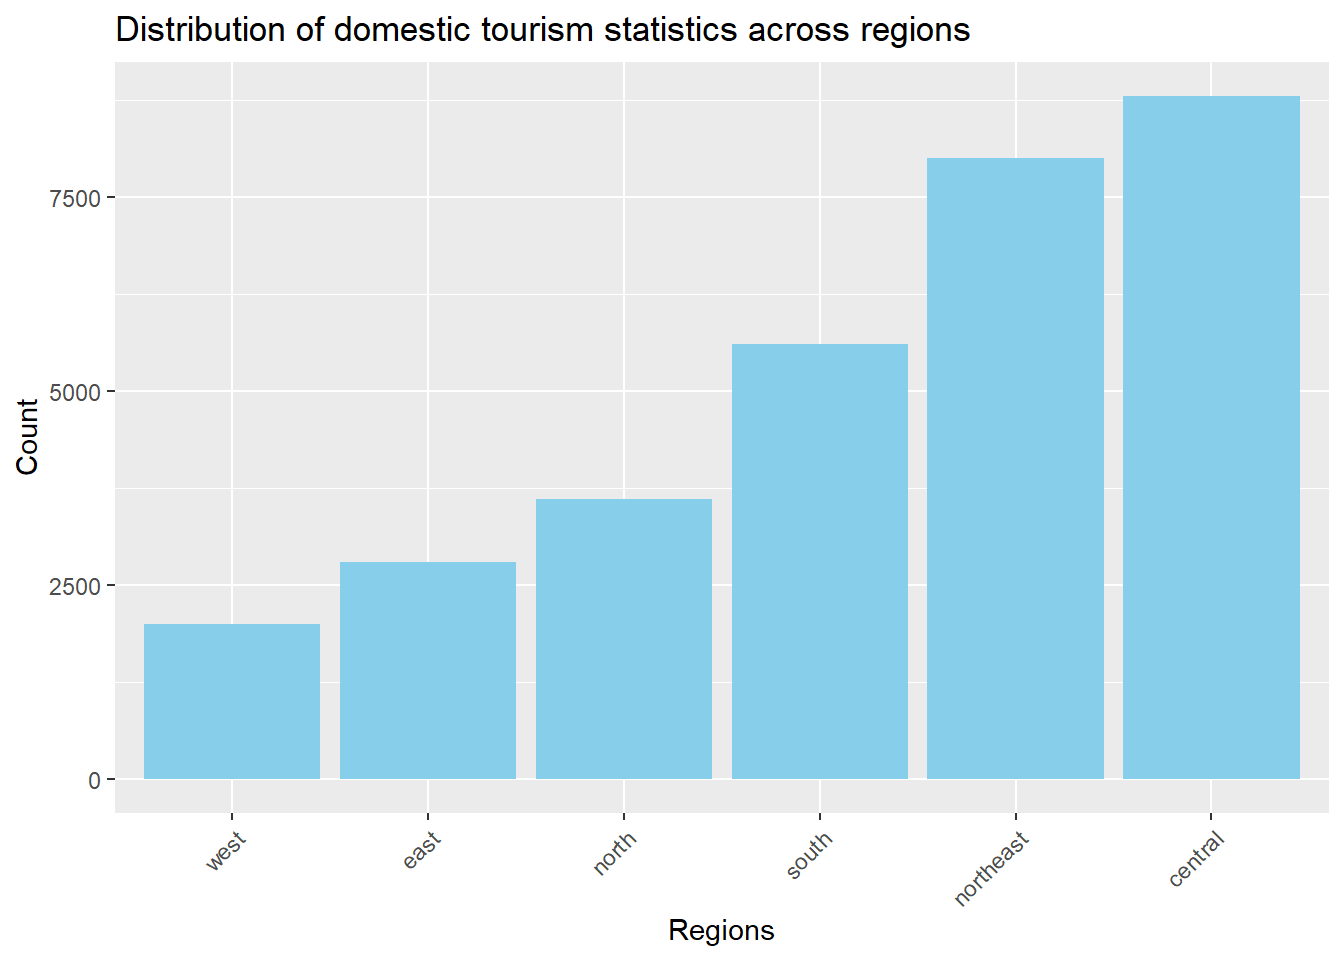 Distribution of domestic tourism statistics across regions
Count
7500
5000
2500
0
west
east
north
south
northeast
central
Regions